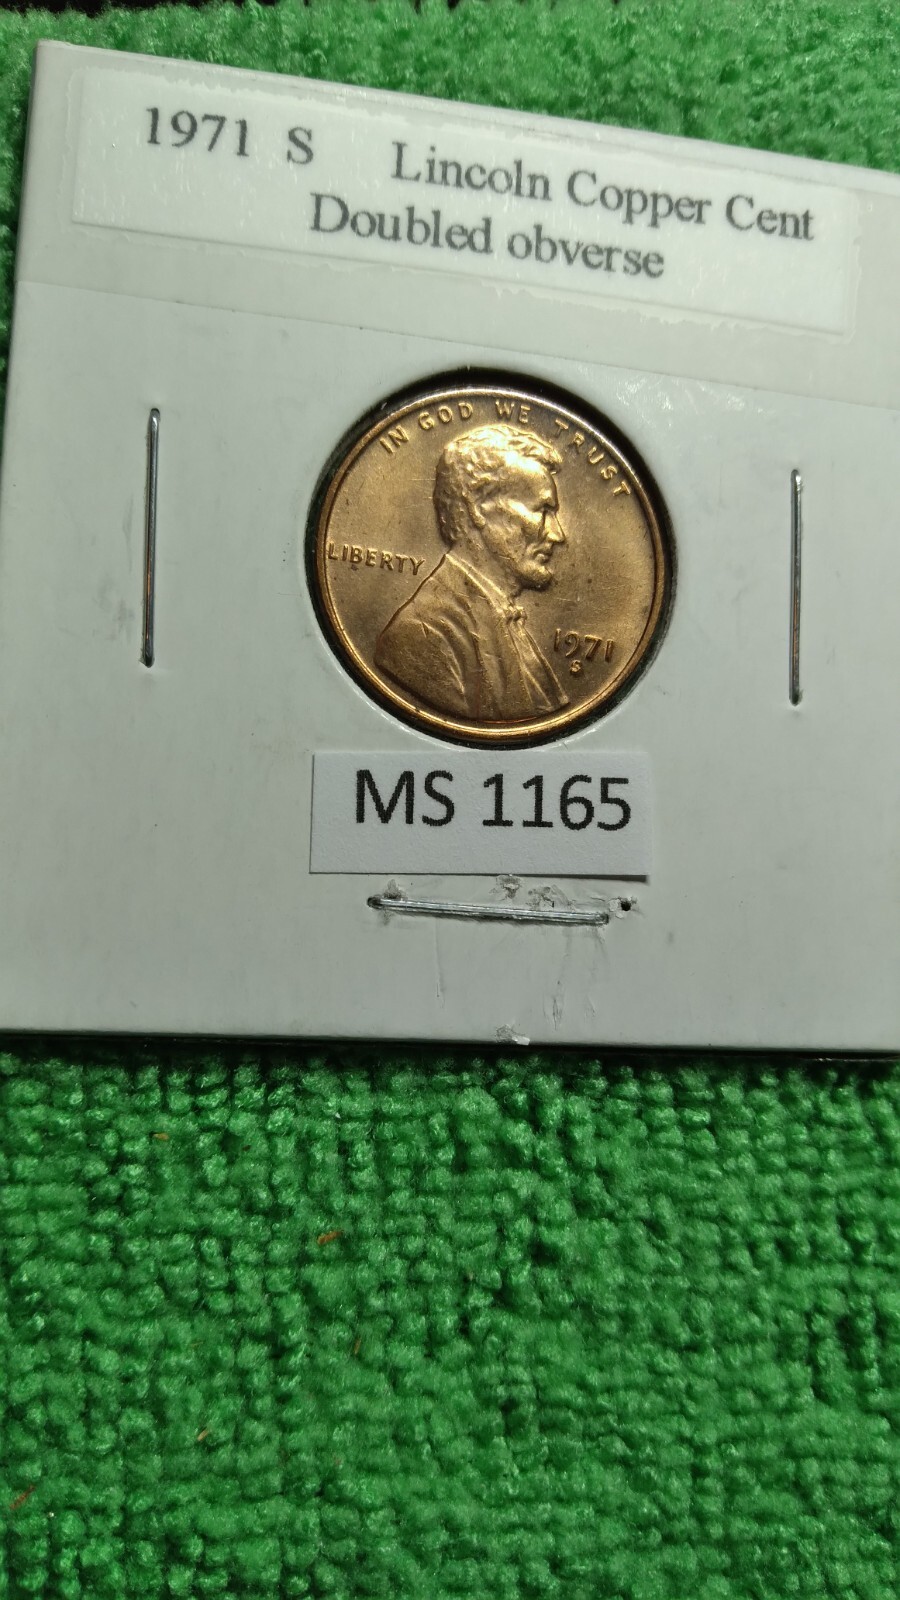 1971 S Lincoln Copper Cent
Doubled obverse
IN GOD WE TRUST
LIBERTY
1971
S
MS 1165